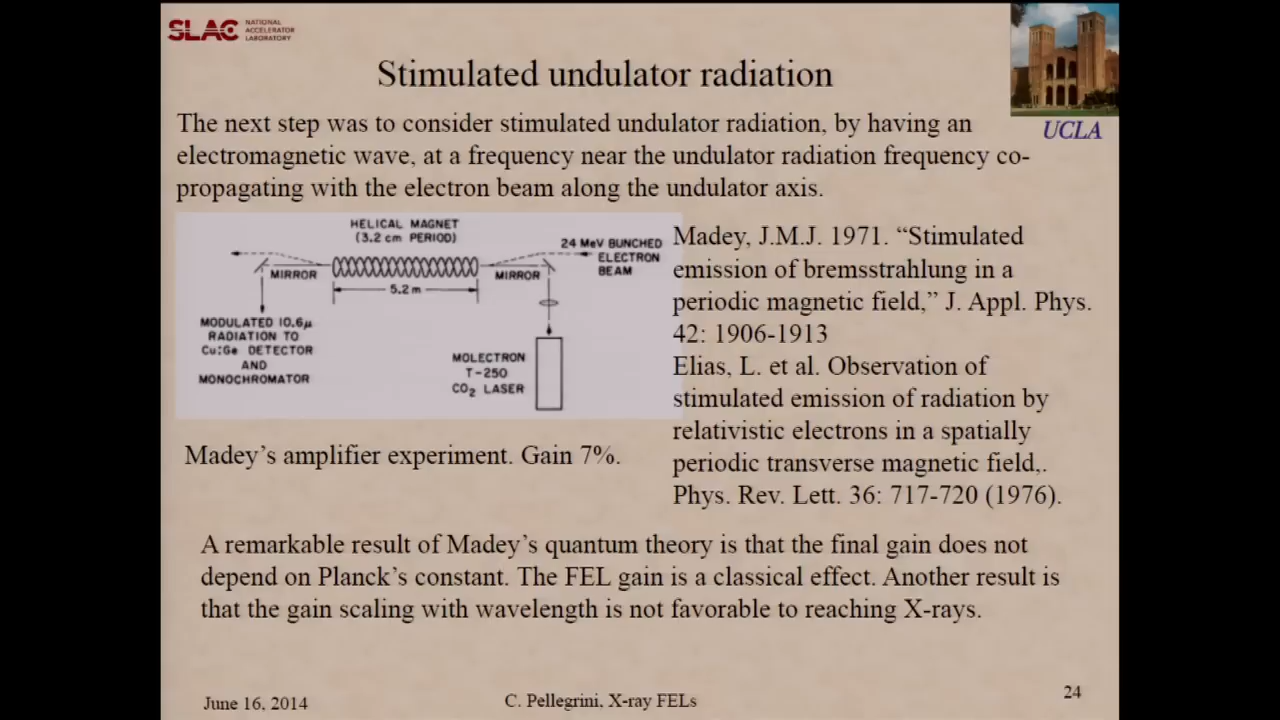 SLAC NATIONAL
ACCELERATOR
LABORATORY
Stimulated undulator radiation
UCLA
The next step was to consider stimulated undulator radiation, by having an
electromagnetic wave, at a frequency near the undulator radiation frequency co-
propagating with the electron beam along the undulator axis.
HELICAL MAGNET
(3.2 cm PERIOD)
24 MeV BUNCHED
ELECTRON
BEAM
MIRROR
MIRROR
5.2 m
MODULATED 10.6μ
RADIATION TO
Cu:Ge DETECTOR
AND
MONOCHROMATOR
MOLECTRON
T-250
CO2 LASER
Madey, J.M.J. 1971. “Stimulated
emission of bremsstrahlung in a
periodic magnetic field,” J. Appl. Phys.
42: 1906-1913
Elias, L. et al. Observation of
stimulated emission of radiation by
relativistic electrons in a spatially
periodic transverse magnetic field,.
Phys. Rev. Lett. 36: 717-720 (1976).
Madey’s amplifier experiment. Gain 7%.
A remarkable result of Madey’s quantum theory is that the final gain does not
depend on Planck’s constant. The FEL gain is a classical effect. Another result is
that the gain scaling with wavelength is not favorable to reaching X-rays.
June 16, 2014
C. Pellegrini, X-ray FELs
24